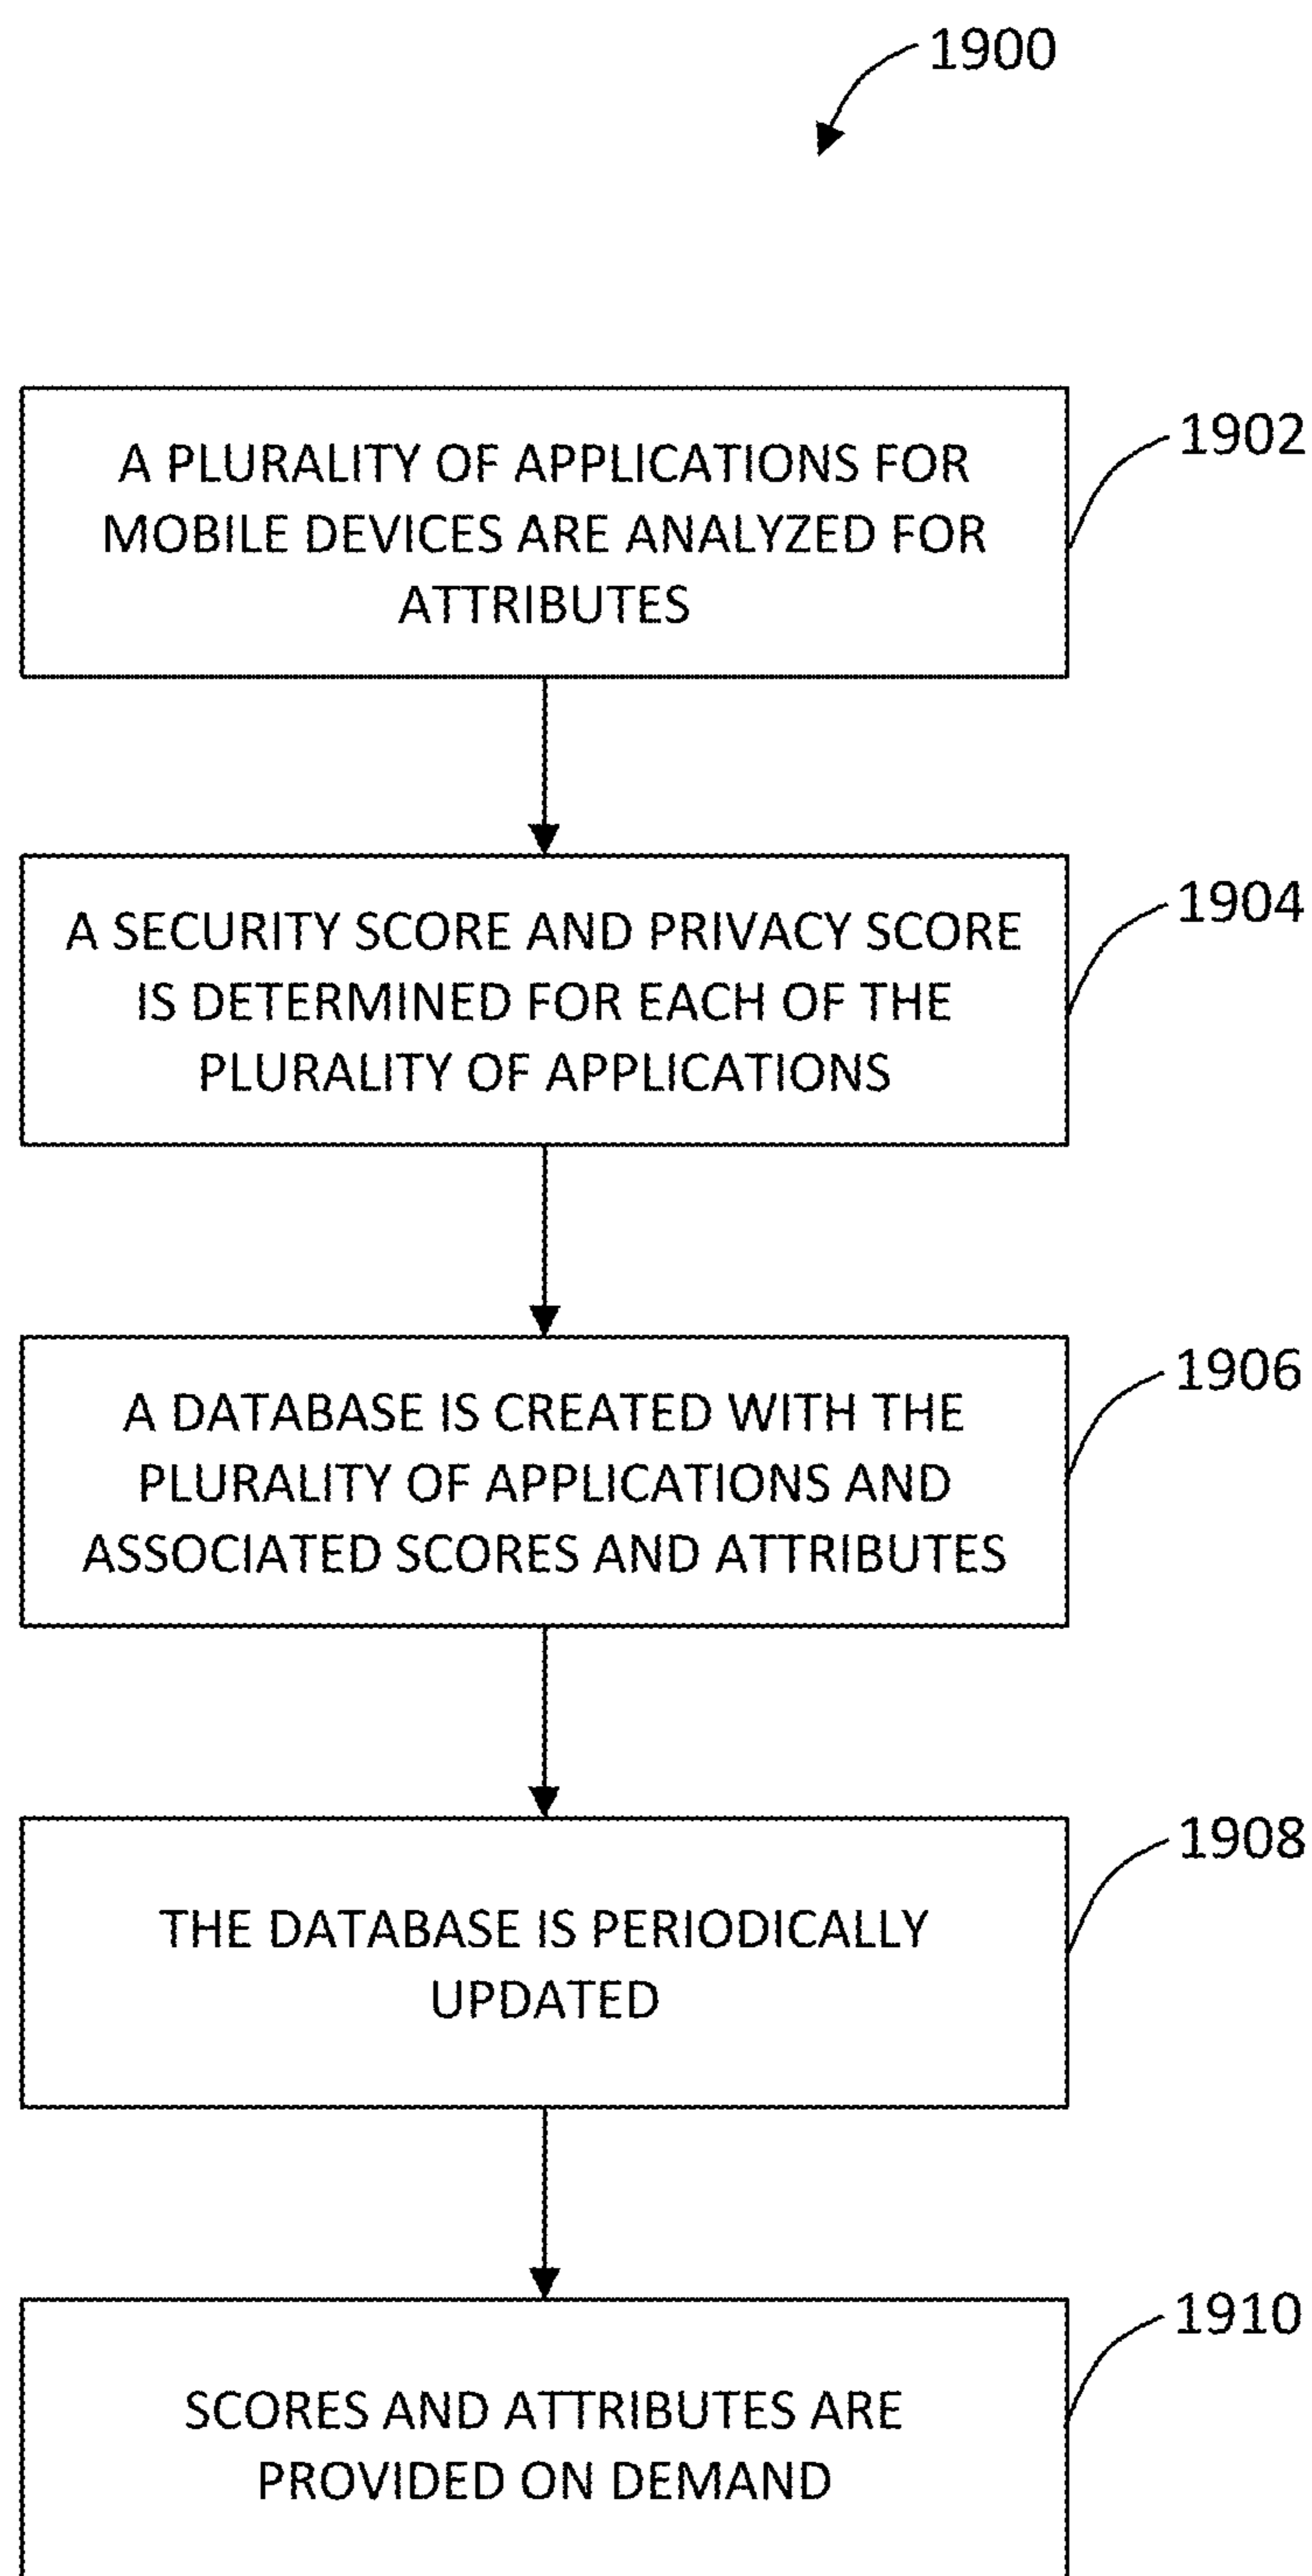 1900
A PLURALITY OF APPLICATIONS FOR
MOBILE DEVICES ARE ANALYZED FOR
ATTRIBUTES
1902
A SECURITY SCORE AND PRIVACY SCORE
IS DETERMINED FOR EACH OF THE
PLURALITY OF APPLICATIONS
1904
A DATABASE IS CREATED WITH THE
PLURALITY OF APPLICATIONS AND
ASSOCIATED SCORES AND ATTRIBUTES
1906
THE DATABASE IS PERIODICALLY
UPDATED
1908
SCORES AND ATTRIBUTES ARE
PROVIDED ON DEMAND
1910